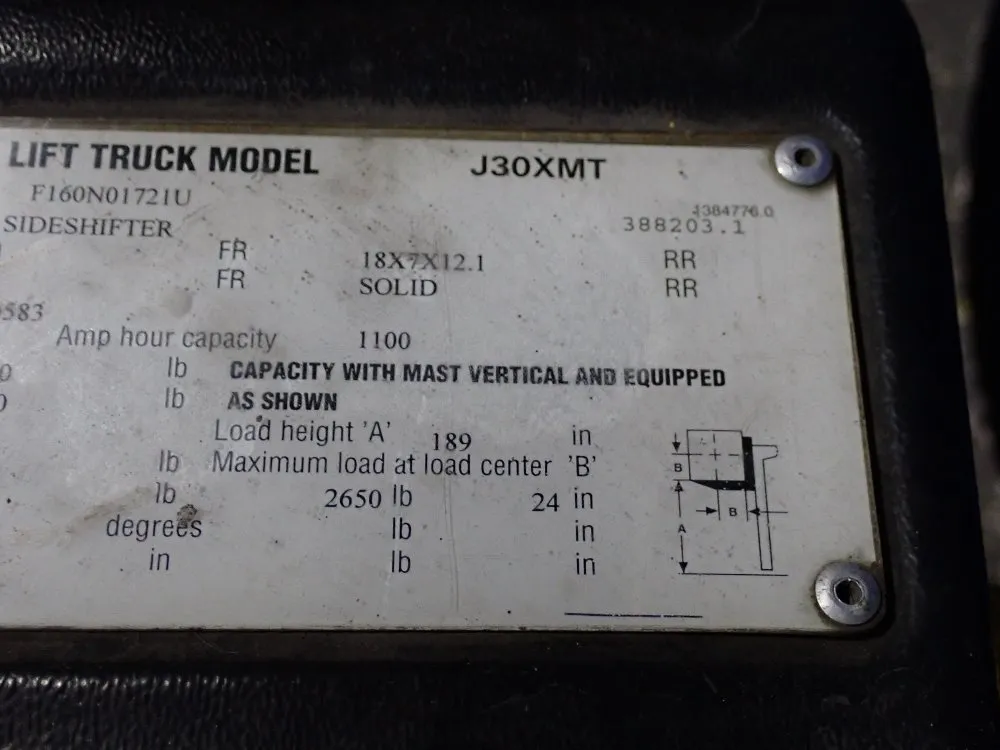 LIFT TRUCK MODEL J30XMT
F160N01721U
SIDESHIFTER 388203.1
1384776.0
FR 18X7X12.1 RR
FR SOLID RR
583
Amp hour capacity 1100
0 lb CAPACITY WITH MAST VERTICAL AND EQUIPPED
lb AS SHOWN
Load height 'A' 189 in
lb Maximum load at load center 'B'
lb 2650 lb 24 in
degrees lb in
in lb in
B
B
A